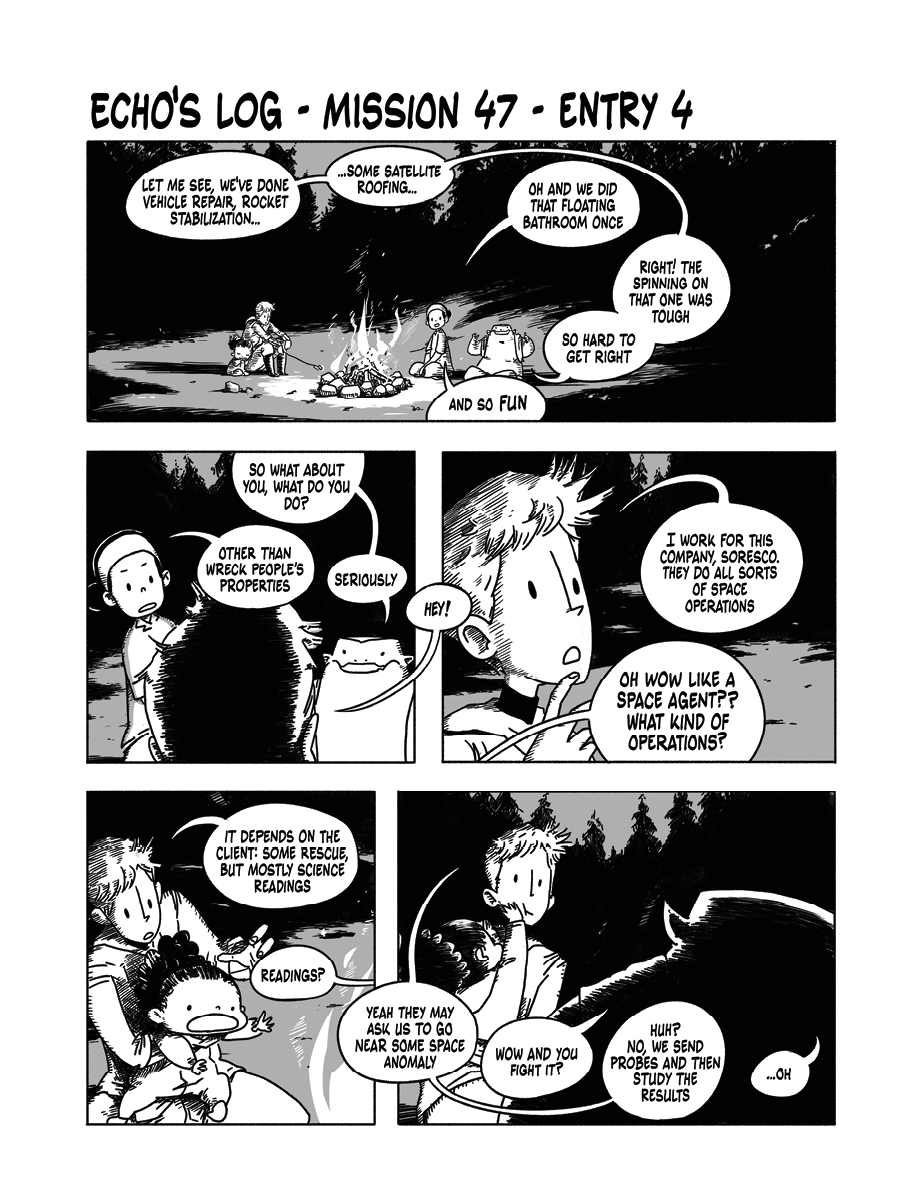 ECHO'S LOG - MISSION 47 - ENTRY 4
LET ME SEE, WE'VE DONE
VEHICLE REPAIR, ROCKET
STABILIZATION...
...SOME SATELLITE
ROOFING...
OH AND WE DID
THAT FLOATING
BATHROOM ONCE
RIGHT! THE
SPINNING ON
THAT ONE WAS
TOUGH
SO HARD TO
GET RIGHT
AND SO FUN
SO WHAT ABOUT
YOU, WHAT DO YOU
DO?
OTHER THAN
WRECK PEOPLE'S
PROPERTIES
SERIOUSLY
HEY!
I WORK FOR THIS
COMPANY, SORESCO.
THEY DO ALL SORTS
OF SPACE
OPERATIONS
OH WOW LIKE A
SPACE AGENT??
WHAT KIND OF
OPERATIONS?
IT DEPENDS ON THE
CLIENT: SOME RESCUE,
BUT MOSTLY SCIENCE
READINGS
READINGS?
YEAH THEY MAY
ASK US TO GO
NEAR SOME SPACE
ANOMALY
WOW AND YOU
FIGHT IT?
HUH?
NO, WE SEND
PROBES AND THEN
STUDY THE
RESULTS
...OH